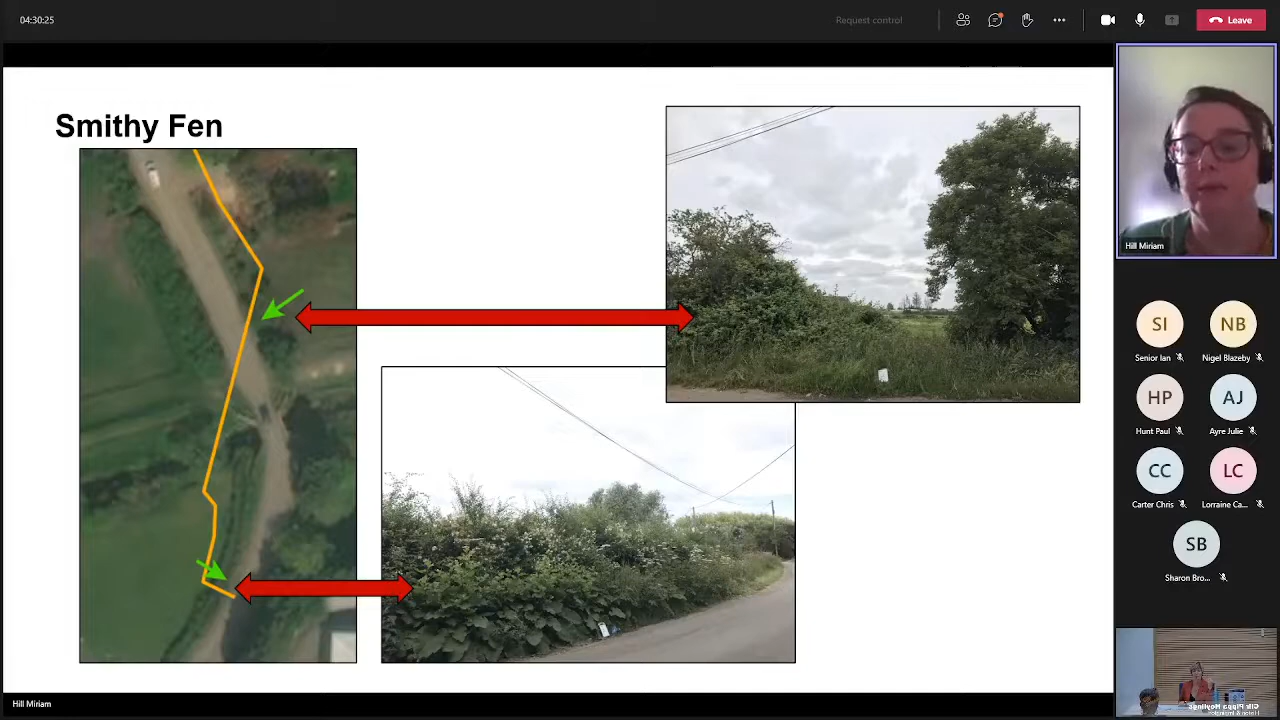 04:30:25
Request control
Leave
Smithy Fen
Hill Miriam
SI
NB
Senior Ian
Nigel Blazeby
HP
AJ
Hunt Paul
Ayre Julie
CC
LC
Carter Chris
Lorraine Ca...
SB
Sharon Bro...
Hill Miriam